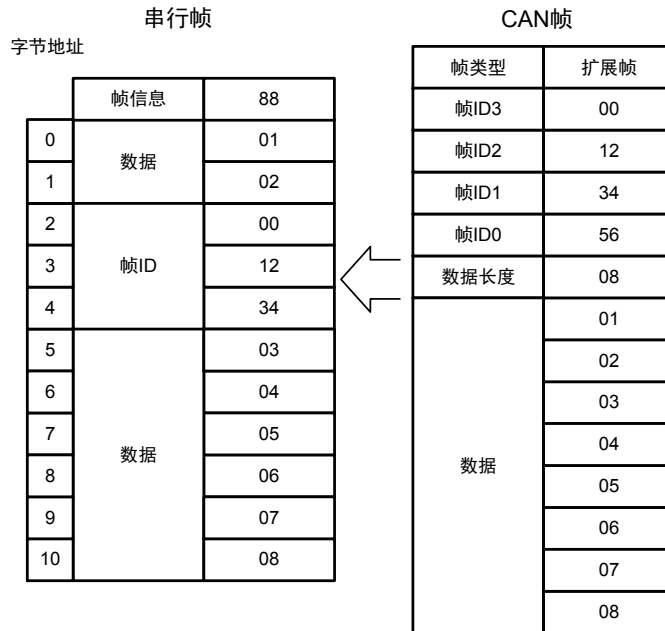 串行帧
字节地址
帧信息 88
0 数据 01
1 02
2 帧ID 00
3 12
4 34
5 数据 03
6 04
7 05
8 06
9 07
10 08
CAN帧
帧类型 扩展帧
帧ID3 00
帧ID2 12
帧ID1 34
帧ID0 56
数据长度 08
数据 01
02
03
04
05
06
07
08